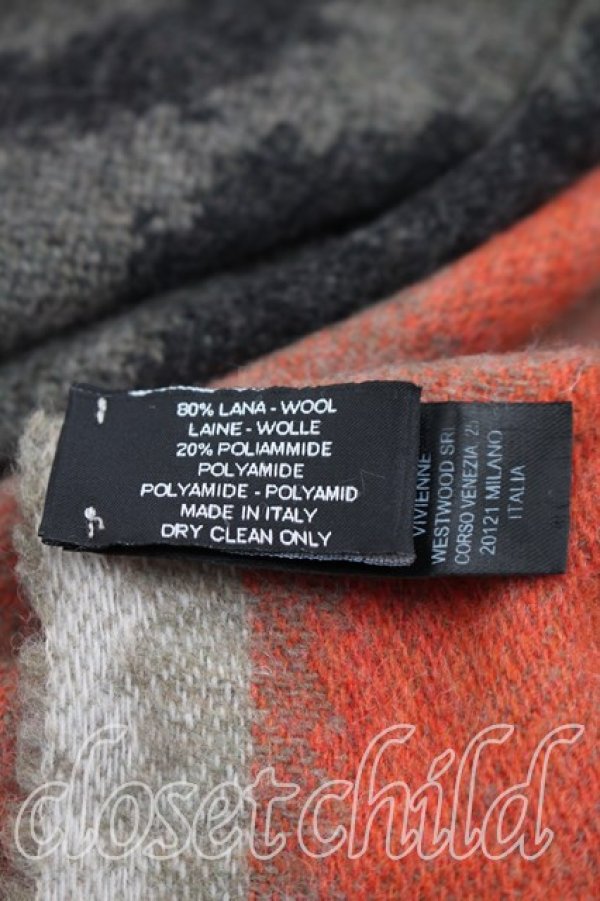 80% LANA - WOOL
LAINE - WOLLE
20% POLIAMMIDE
POLYAMIDE
POLYAMIDE - POLYAMID
MADE IN ITALY
DRY CLEAN ONLY
VIVIENNE
WESTWOOD SRL
CORSO VENEZIA
20121 MILANO
ITALIA
closetchild